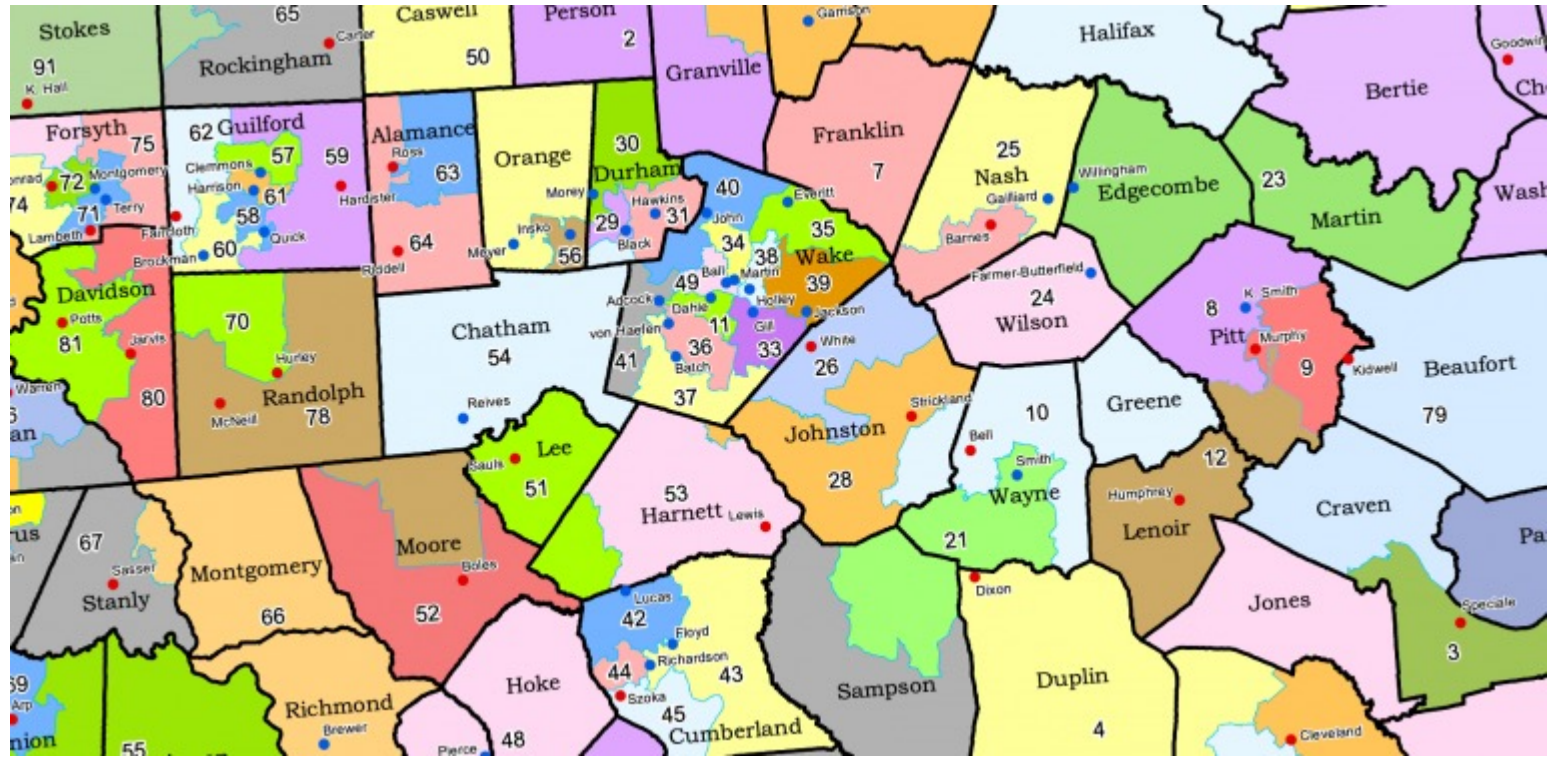 Stokes
91
K. Hall
65
Carter
Rockingham
Caswell
50
Person
2
Granville
Garrison
Halifax
Bertie
Goodwin
Forsyth
75
72
Montgomery
74
71
Terry
Lambeth
62
Guilford
Clemmons
57
59
Harrison
61
58
Hardister
Faircloth
60
Quick
Brockman
Alamance
Ross
63
64
Riddell
Orange
Insko
Meyer
56
30
Durham
Morey
Hawkins
29
31
Black
40
John
Everitt
35
34
38
Wake
Ball
Martin
39
49
Adcock
Dahle
Holley
Jackson
von Haefen
11
Gill
36
33
41
Batch
37
Franklin
7
25
Nash
Willingham
Gailliard
Barnes
Edgecombe
23
Martin
Wash
Davidson
Potts
81
Jarvis
80
Warren
70
Hurley
Randolph
McNeill
78
Chatham
54
Reives
White
26
Strickland
Johnston
28
Farmer-Butterfield
24
Wilson
8
K. Smith
Pitt
Murphy
9
Kidwell
Beaufort
79
Greene
10
Bell
Smith
Wayne
21
12
Humphrey
Lenoir
Craven
Sauls
Lee
51
53
Harnett
Lewis
67
Sasser
Stanly
Montgomery
66
Moore
Boles
52
Lucas
42
Floyd
44
Richardson
43
Szoka
45
Cumberland
Hoke
48
Pierce
Sampson
Dixon
Duplin
4
Jones
Speciale
3
Cleveland
69
Arp
55
Richmond
Brewer